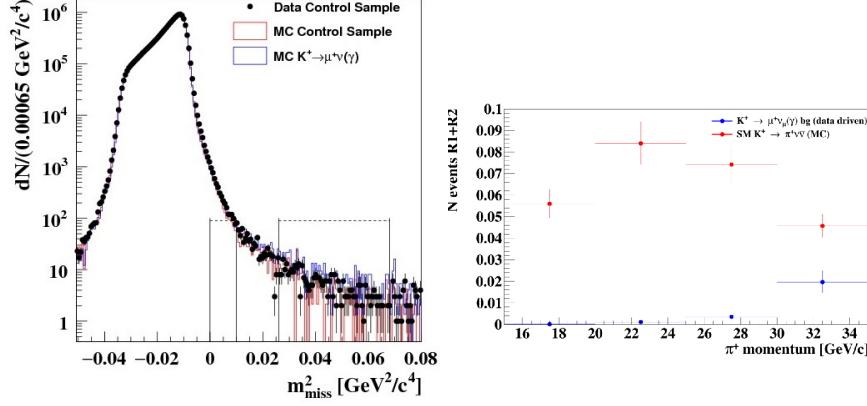 Data Control Sample
MC Control Sample
MC K⁺→μ⁺ν(γ)
dN/(0.00065 GeV²/c⁴)
10⁶
10⁵
10⁴
10³
10²
10
1
−0.04 −0.02 0 0.02 0.04 0.06 0.08
m²miss [GeV²/c⁴]
K⁺ → μ⁺νμ(γ) bg (data driven)
SM K⁺ → π⁺νν̄ (MC)
N events R1+R2
0.1
0.09
0.08
0.07
0.06
0.05
0.04
0.03
0.02
0.01
0
16 18 20 22 24 26 28 30 32 34
π⁺ momentum [GeV/c]